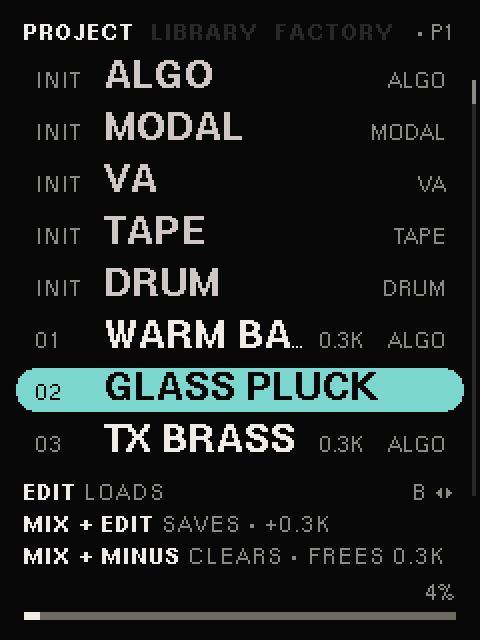 PROJECT LIBRARY FACTORY · P1
INIT ALGO ALGO
INIT MODAL MODAL
INIT VA VA
INIT TAPE TAPE
INIT DRUM DRUM
01 WARM BA… 0.3K ALGO
02 GLASS PLUCK
03 TX BRASS 0.3K ALGO
EDIT LOADS B
MIX + EDIT SAVES · +0.3K
MIX + MINUS CLEARS · FREES 0.3K
4%